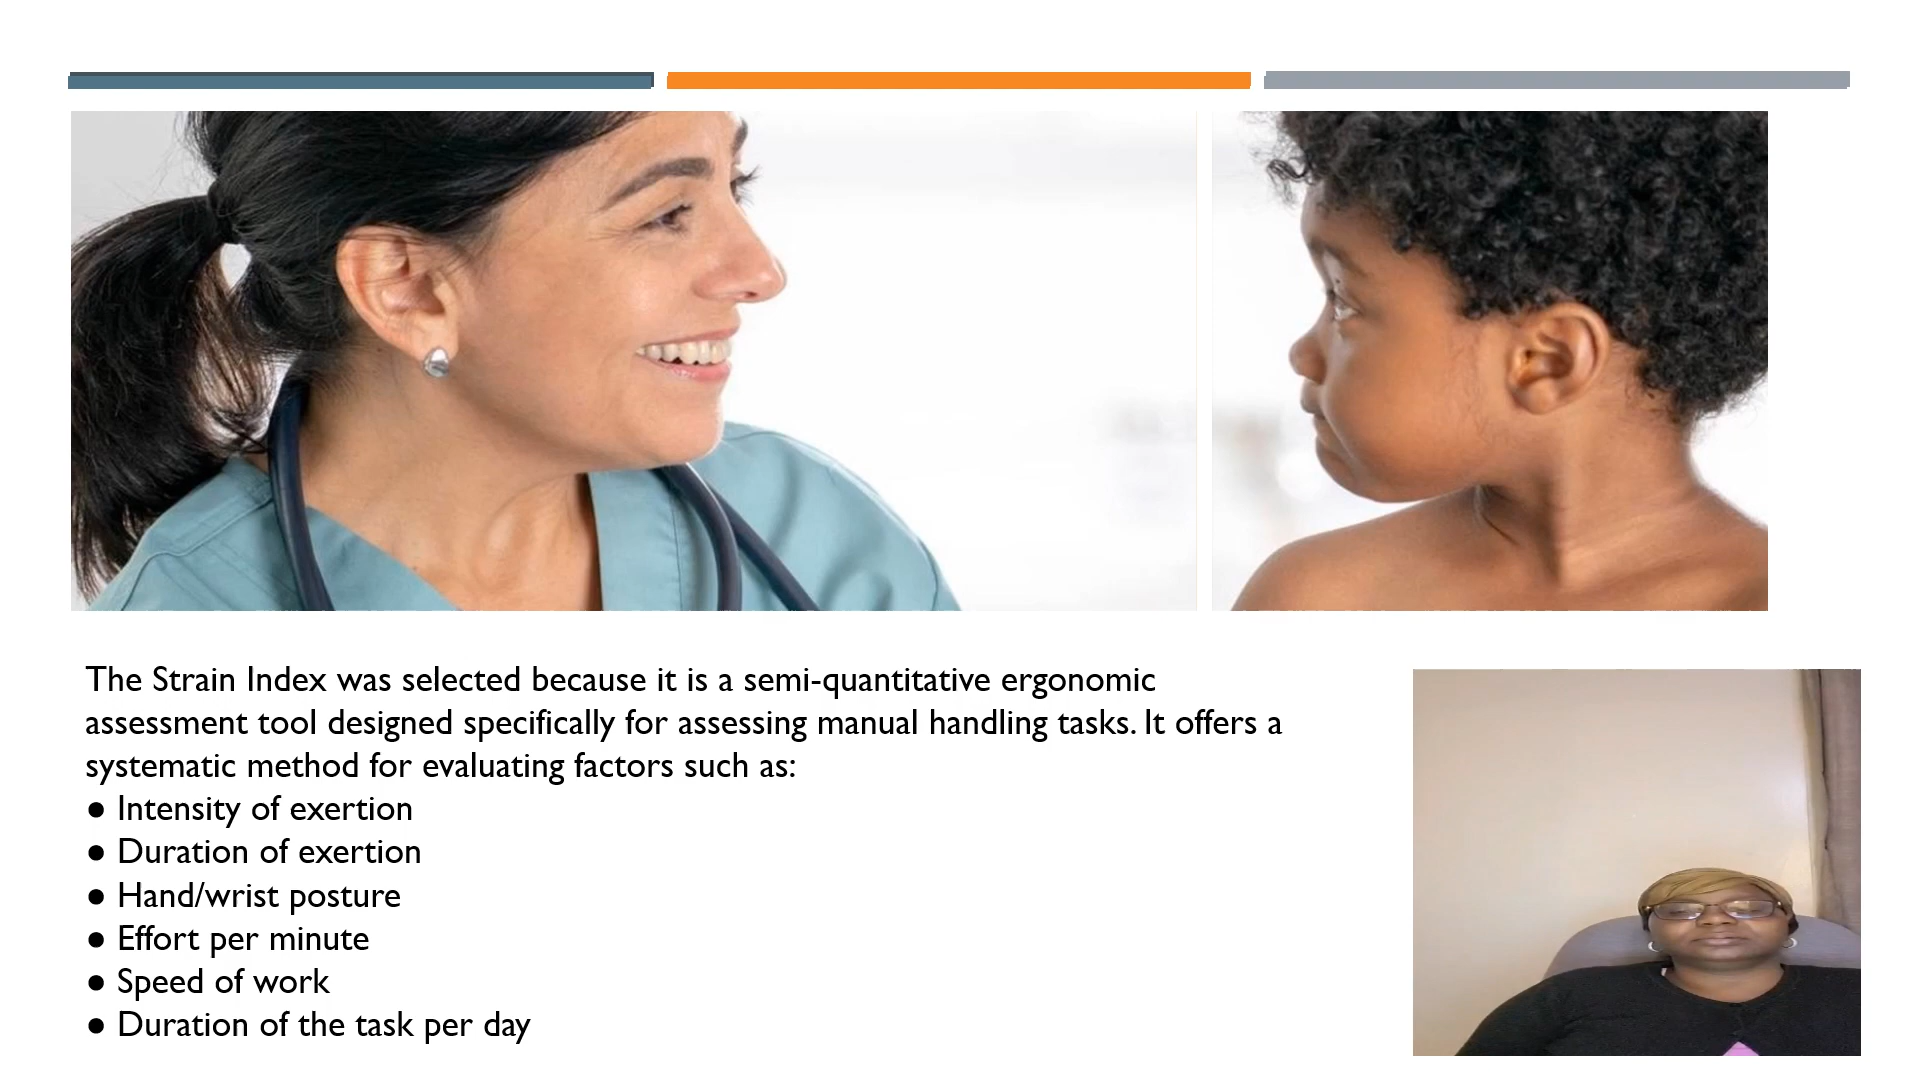 The Strain Index was selected because it is a semi-quantitative ergonomic
assessment tool designed specifically for assessing manual handling tasks. It offers a
systematic method for evaluating factors such as:
● Intensity of exertion
● Duration of exertion
● Hand/wrist posture
● Effort per minute
● Speed of work
● Duration of the task per day